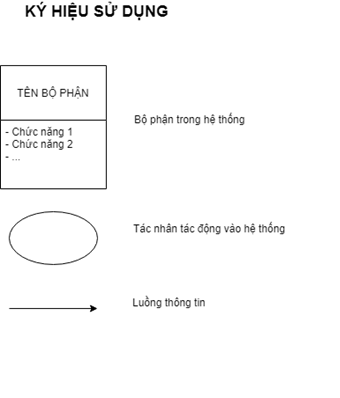 KÝ HIỆU SỬ DỤNG
TÊN BỘ PHẬN
- Chức năng 1
- Chức năng 2
- ...
Bộ phận trong hệ thống
Tác nhân tác động vào hệ thống
Luồng thông tin